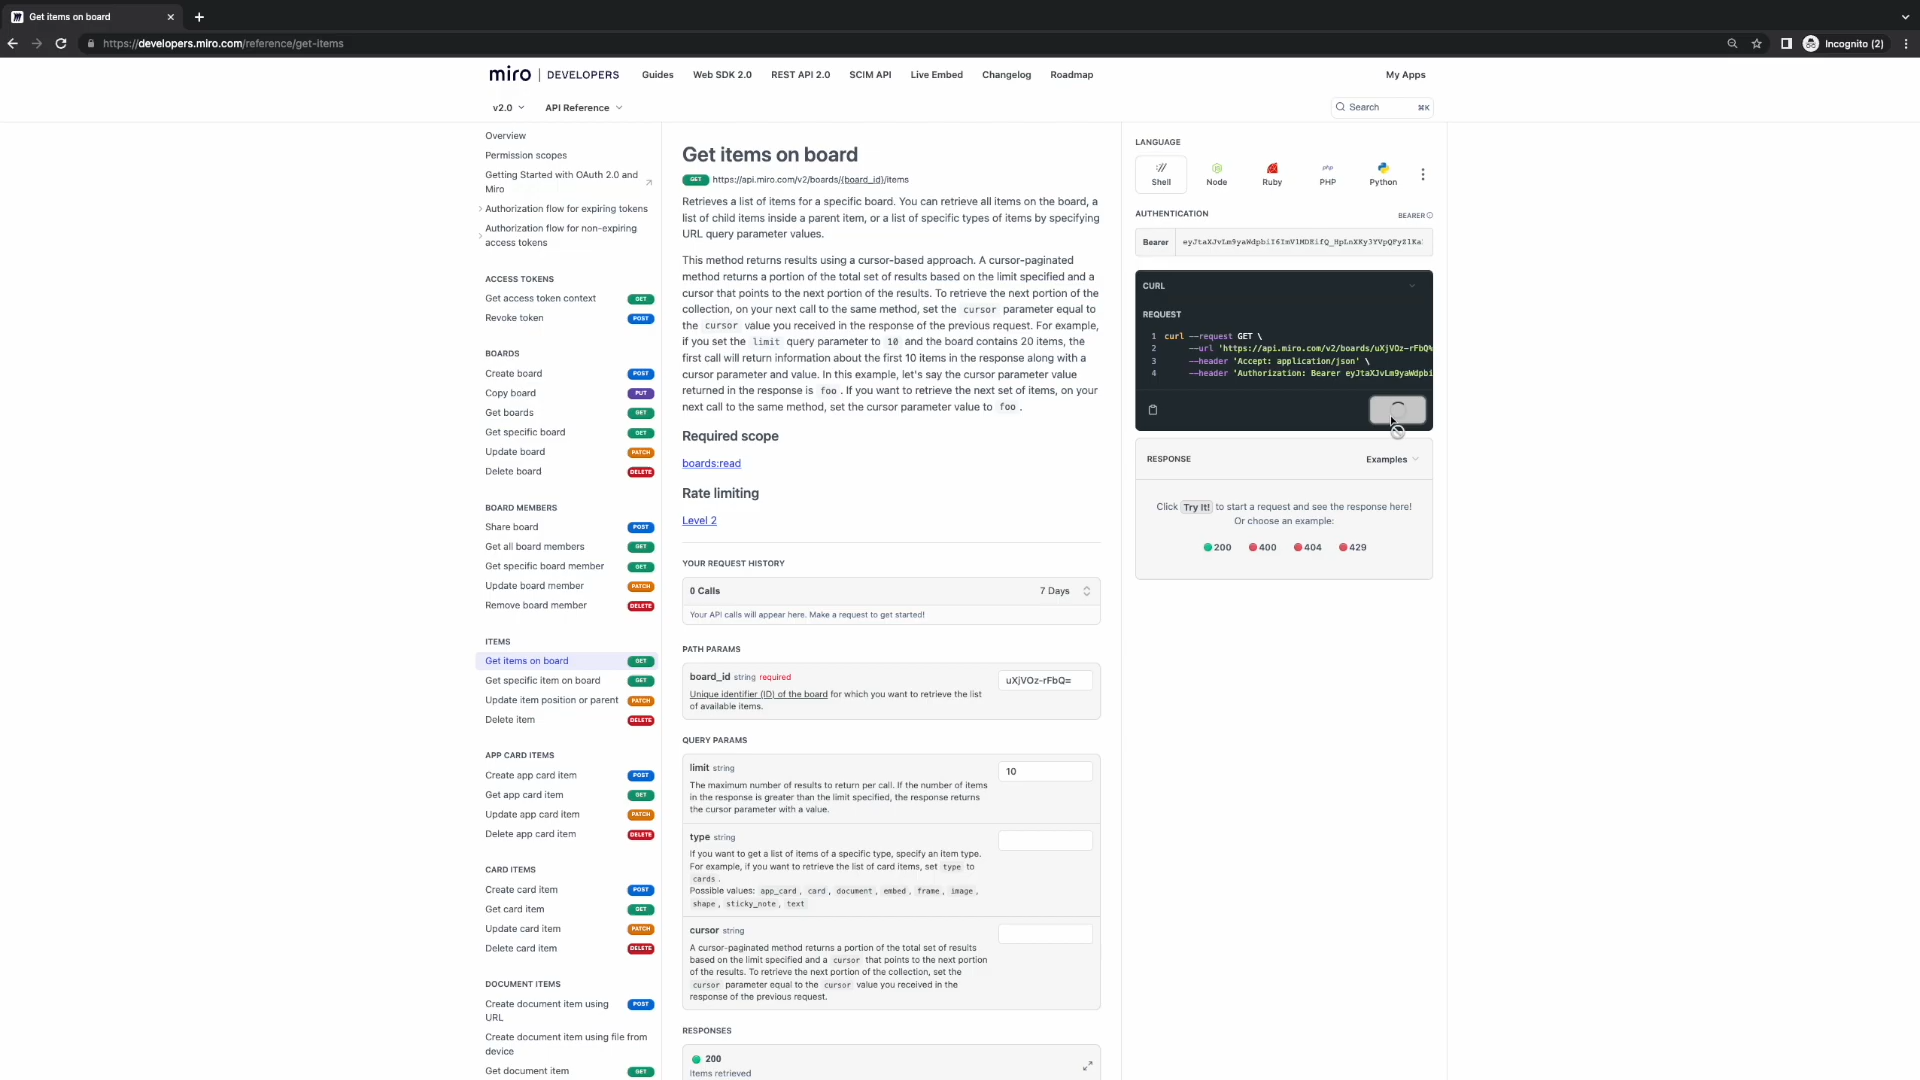 Get items on board
https://developers.miro.com/reference/get-items
Incognito (2)
miro | DEVELOPERS
Guides
Web SDK 2.0
REST API 2.0
SCIM API
Live Embed
Changelog
Roadmap
My Apps
v2.0
API Reference
Search
⌘K
Overview
Permission scopes
Getting Started with OAuth 2.0 and
Miro
Authorization flow for expiring tokens
Authorization flow for non-expiring
access tokens
ACCESS TOKENS
Get access token context GET
Revoke token POST
BOARDS
Create board POST
Copy board PUT
Get boards GET
Get specific board GET
Update board PATCH
Delete board DELETE
BOARD MEMBERS
Share board POST
Get all board members GET
Get specific board member GET
Update board member PATCH
Remove board member DELETE
ITEMS
Get items on board GET
Get specific item on board GET
Update item position or parent PATCH
Delete item DELETE
APP CARD ITEMS
Create app card item POST
Get app card item GET
Update app card item PATCH
Delete app card item DELETE
CARD ITEMS
Create card item POST
Get card item GET
Update card item PATCH
Delete card item DELETE
DOCUMENT ITEMS
Create document item using POST
URL
Create document item using file from
device
Get document item GET
Get items on board
GET https://api.miro.com/v2/boards/{board_id}/items
Retrieves a list of items for a specific board. You can retrieve all items on the board, a
list of child items inside a parent item, or a list of specific types of items by specifying
URL query parameter values.
This method returns results using a cursor-based approach. A cursor-paginated
method returns a portion of the total set of results based on the limit specified and a
cursor that points to the next portion of the results. To retrieve the next portion of the
collection, on your next call to the same method, set the cursor parameter equal to
the cursor value you received in the response of the previous request. For example,
if you set the limit query parameter to 10 and the board contains 20 items, the
first call will return information about the first 10 items in the response along with a
cursor parameter and value. In this example, let's say the cursor parameter value
returned in the response is foo . If you want to retrieve the next set of items, on your
next call to the same method, set the cursor parameter value to foo .
Required scope
boards:read
Rate limiting
Level 2
YOUR REQUEST HISTORY
0 Calls
7 Days
Your API calls will appear here. Make a request to get started!
PATH PARAMS
board_id string required
uXjVOz-rFbQ=
Unique identifier (ID) of the board for which you want to retrieve the list
of available items.
QUERY PARAMS
limit string
10
The maximum number of results to return per call. If the number of items
in the response is greater than the limit specified, the response returns
the cursor parameter with a value.
type string
If you want to get a list of items of a specific type, specify an item type.
For example, if you want to retrieve the list of card items, set type to
cards .
Possible values: app_card , card , document , embed , frame , image ,
shape , sticky_note , text
cursor string
A cursor-paginated method returns a portion of the total set of results
based on the limit specified and a cursor that points to the next portion
of the results. To retrieve the next portion of the collection, set the
cursor parameter equal to the cursor value you received in the
response of the previous request.
RESPONSES
200
Items retrieved
LANGUAGE
Shell
Node
Ruby
php
PHP
Python
AUTHENTICATION
BEARER
Bearer
CURL
REQUEST
1 curl --request GET \
2 --url 'https://api.miro.com/v2/boards/uXjVOz-rFbQ%
3 --header 'Accept: application/json' \
4 --header 'Authorization: Bearer eyJtaXJvLm9yaWdpbi
RESPONSE
Examples
Click Try It! to start a request and see the response here!
Or choose an example:
200
400
404
429